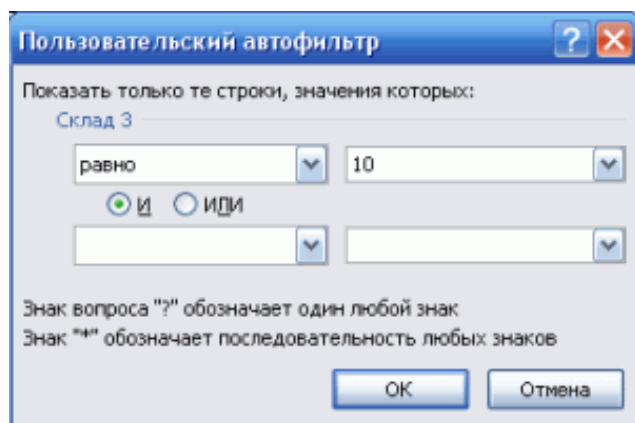 Пользовательский автофильтр
Показать только те строки, значения которых:
Склад 3
равно 10
И ИЛИ
Знак вопроса "?" обозначает один любой знак
Знак "*" обозначает последовательность любых знаков
ОК Отмена